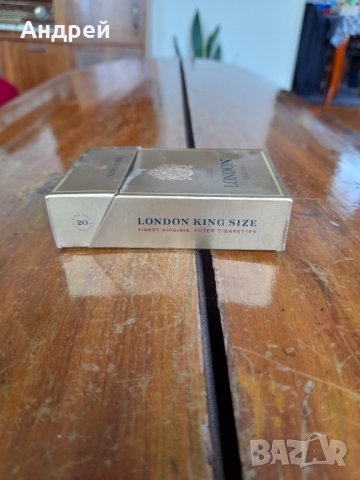 Андрей
LONDON
20
LONDON KING SIZE
FINEST VIRGINIA FILTER CIGARETTES
BAZAR